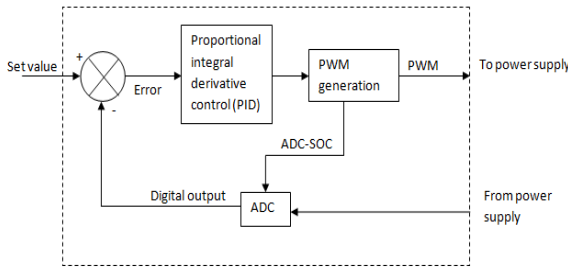 Set value
+
-
Error
Proportional
integral
derivative
control (PID)
PWM
generation
PWM
To power supply
ADC-SOC
Digital output
ADC
From power
supply